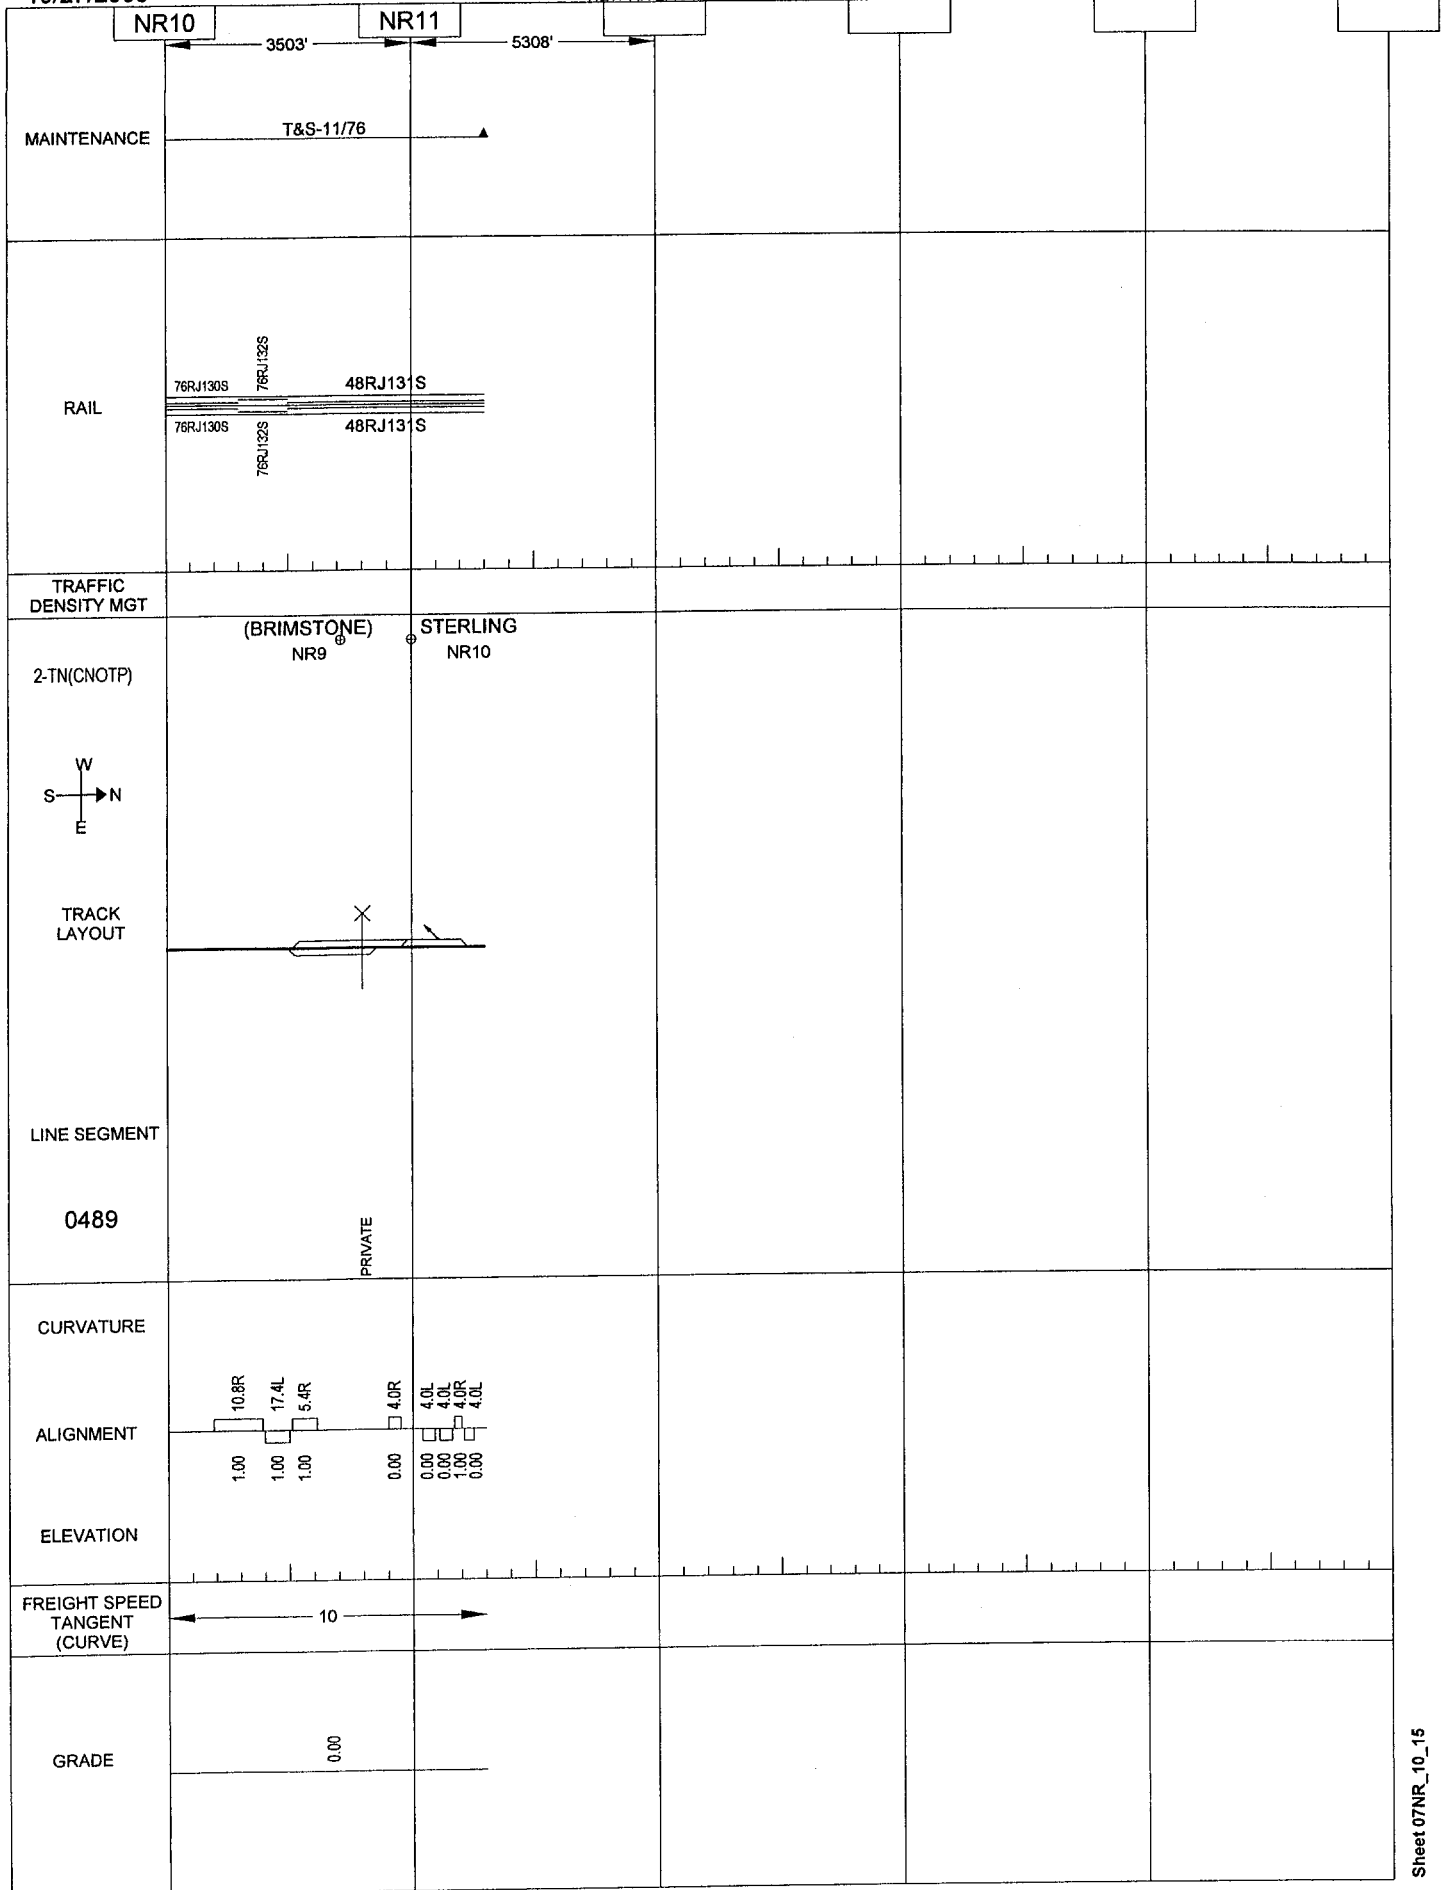 NR10
NR11
3503'
5308'
MAINTENANCE
T&S-11/76
RAIL
76RJ130S
76RJ132S
48RJ131S
76RJ130S
76RJ132S
48RJ131S
TRAFFIC
DENSITY MGT
(BRIMSTONE)
NR9
STERLING
NR10
2-TN(CNOTP)
W
S
N
E
TRACK
LAYOUT
LINE SEGMENT
0489
PRIVATE
CURVATURE
10.8R
17.4L
5.4R
4.0R
4.0L
4.0L
4.0R
4.0L
ALIGNMENT
1.00
1.00
1.00
0.00
0.00
0.00
1.00
0.00
ELEVATION
FREIGHT SPEED
TANGENT
(CURVE)
10
GRADE
0.00
Sheet 07NR_10_15